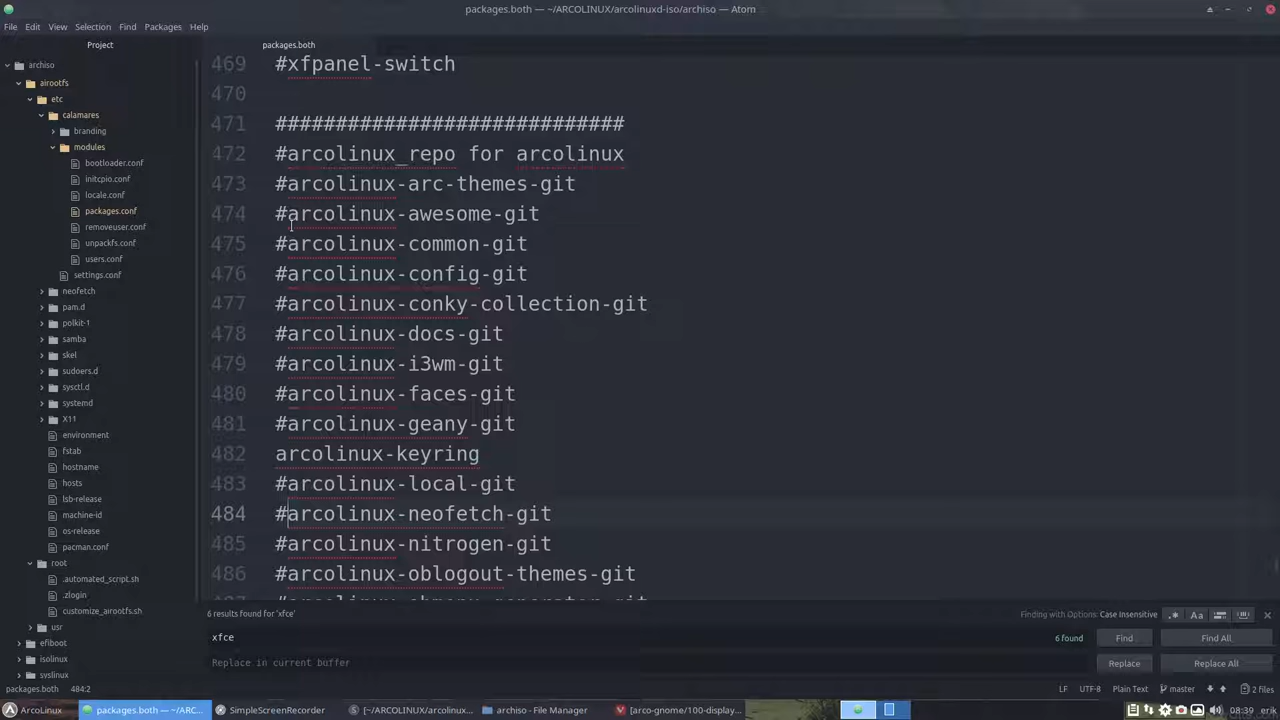 packages.both — ~/ARCOLINUX/arcolinuxd-iso/archiso — Atom
File Edit View Selection Find Packages Help
Project
packages.both
archiso
airootfs
etc
calamares
branding
modules
bootloader.conf
initcpio.conf
locale.conf
packages.conf
removeuser.conf
unpackfs.conf
users.conf
settings.conf
neofetch
pam.d
polkit-1
samba
skel
sudoers.d
sysctl.d
systemd
X11
environment
fstab
hostname
hosts
lsb-release
machine-id
os-release
pacman.conf
root
.automated_script.sh
.zlogin
customize_airootfs.sh
usr
efiboot
isolinux
syslinux
469 #xfpanel-switch
470
471 #############################
472 #arcolinux_repo for arcolinux
473 #arcolinux-arc-themes-git
474 #arcolinux-awesome-git
475 #arcolinux-common-git
476 #arcolinux-config-git
477 #arcolinux-conky-collection-git
478 #arcolinux-docs-git
479 #arcolinux-i3wm-git
480 #arcolinux-faces-git
481 #arcolinux-geany-git
482 arcolinux-keyring
483 #arcolinux-local-git
484 #arcolinux-neofetch-git
485 #arcolinux-nitrogen-git
486 #arcolinux-oblogout-themes-git
6 results found for 'xfce' Finding with Options: Case Insensitive .* Aa
xfce 6 found Find Find All
Replace in current buffer Replace Replace All
packages.both 484:2 LF UTF-8 Plain Text master 2 files
ArcoLinux packages.both — ~/ARC... SimpleScreenRecorder [~/ARCOLINUX/arcolinux... archiso - File Manager [arco-gnome/100-display... 08:39 erik